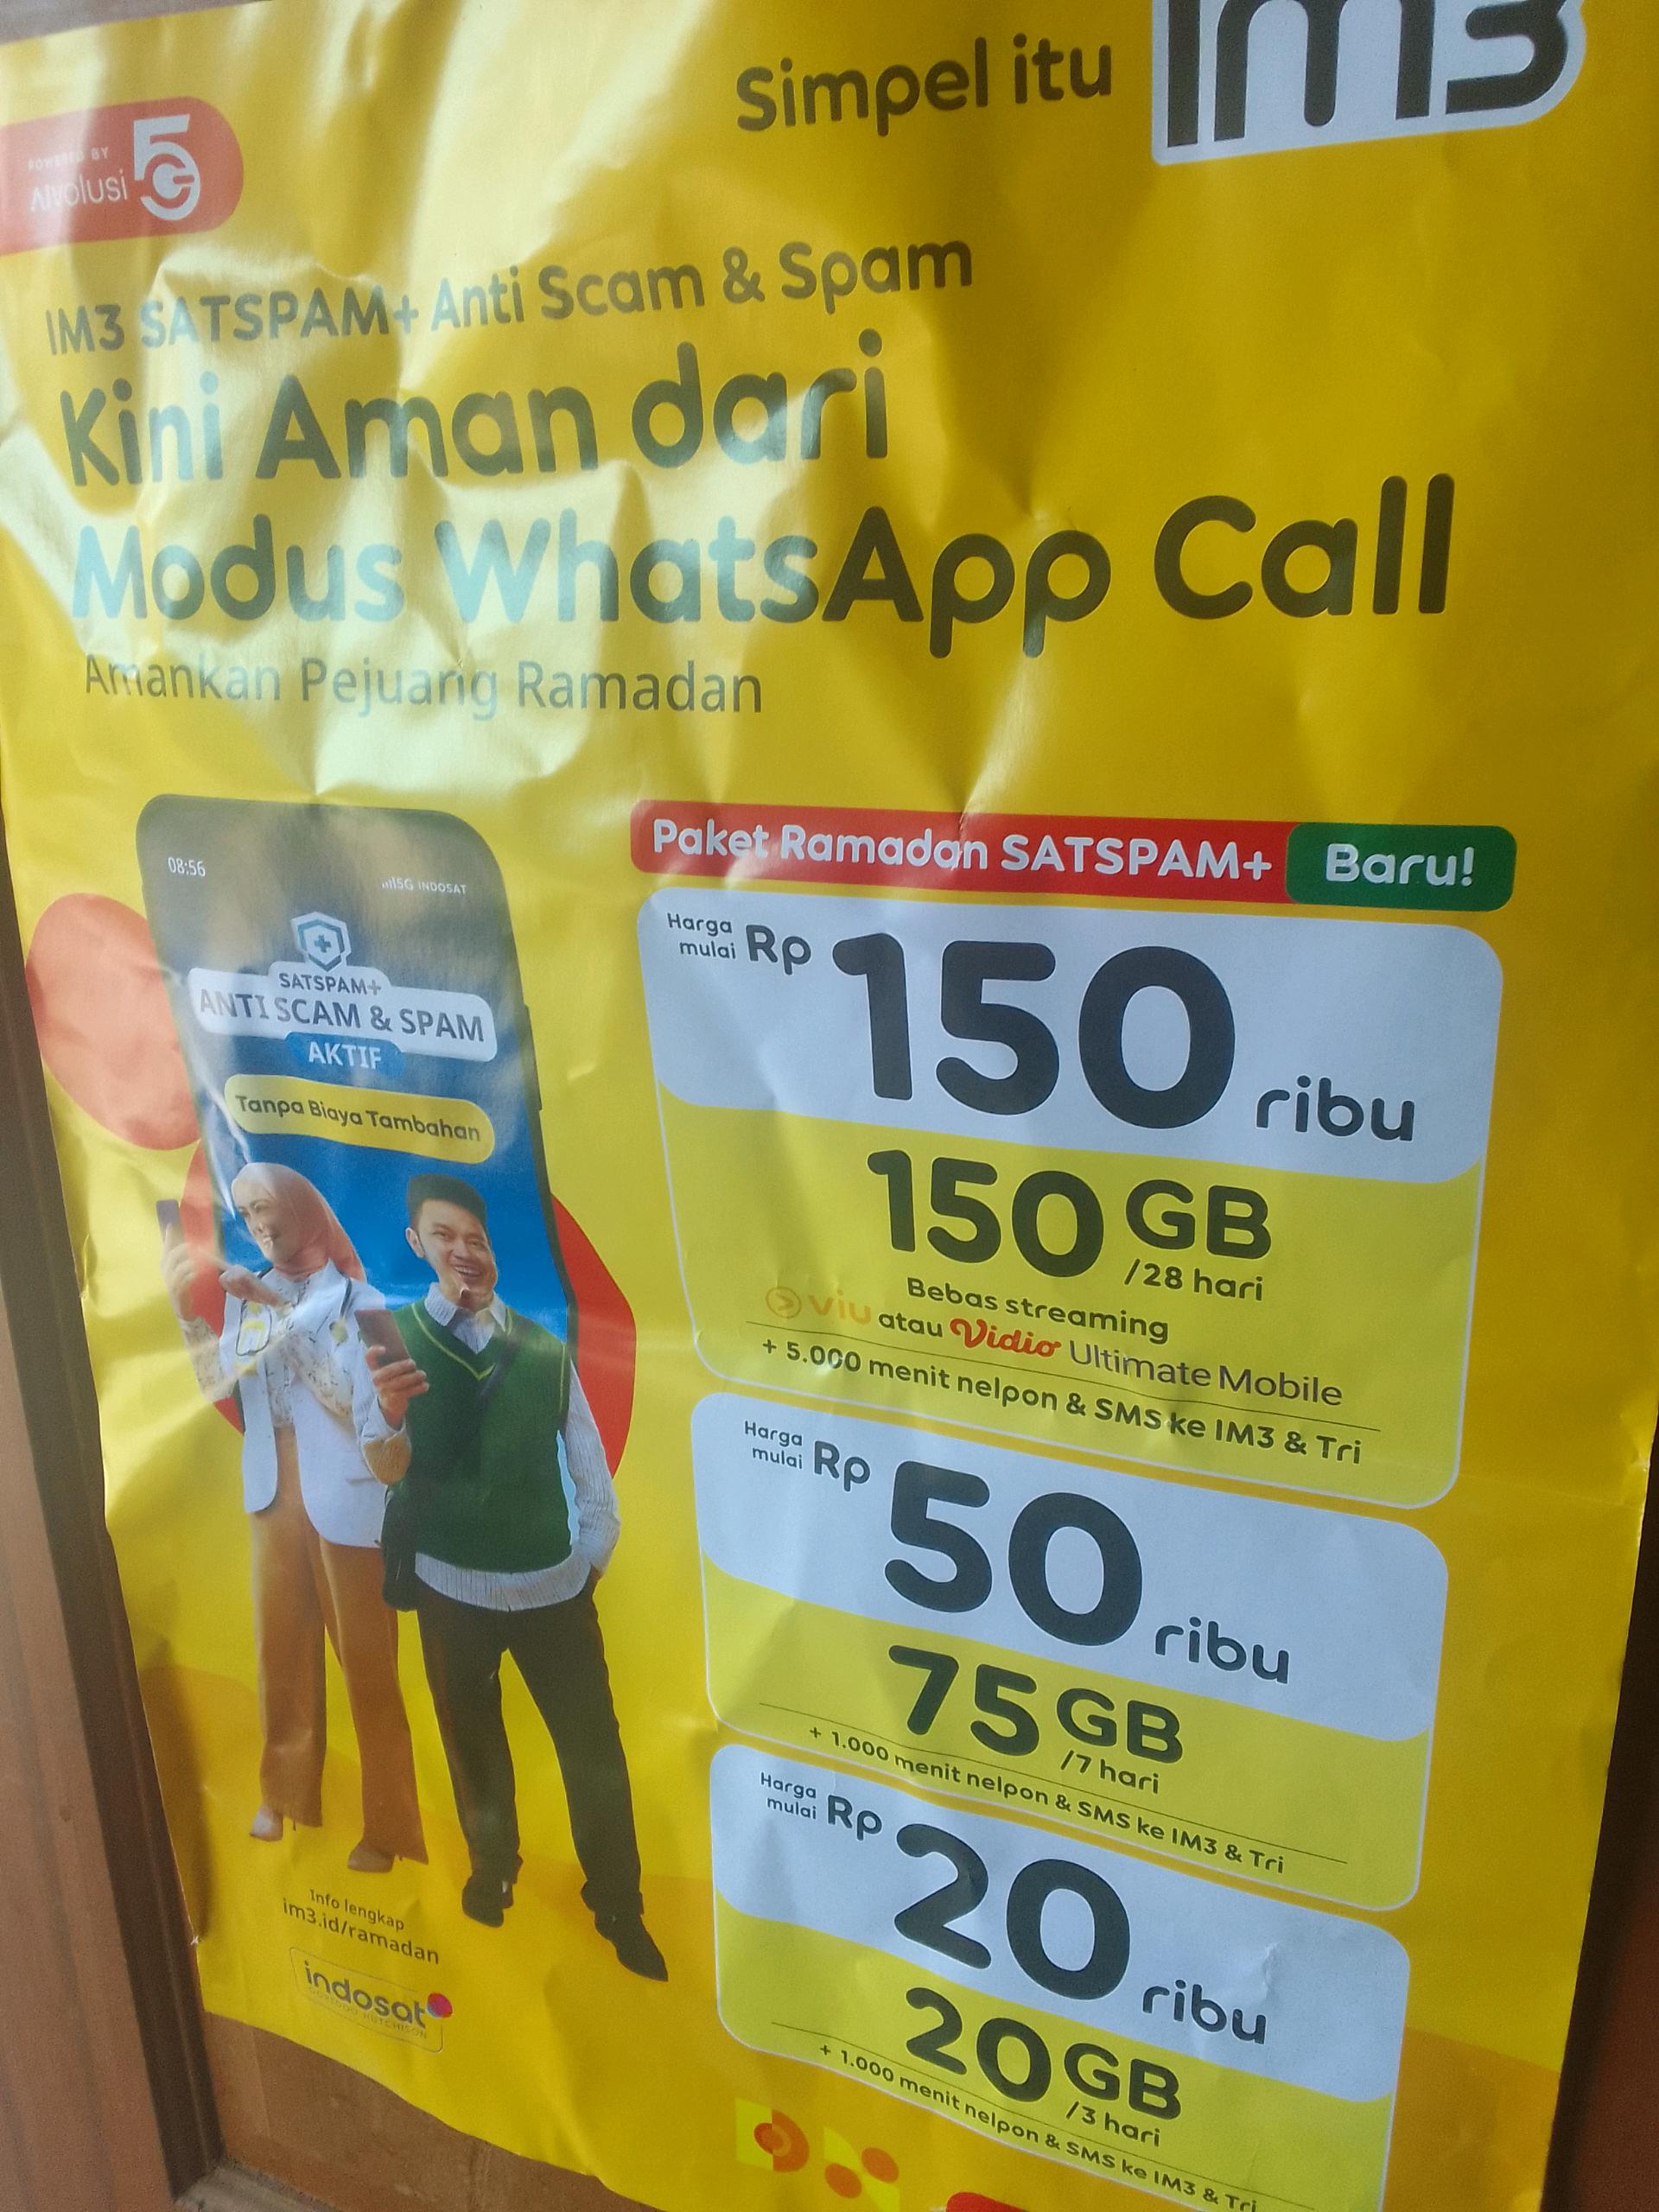 Simpel itu IM3
POWERED BY
AIvolusi 5G
IM3 SATSPAM+ Anti Scam & Spam
Kini Aman dari
Modus WhatsApp Call
Amankan Pejuang Ramadan
08:56
5G INDOSAT
SATSPAM+
ANTI SCAM & SPAM
AKTIF
Tanpa Biaya Tambahan
Info lengkap
im3.id/ramadan
indosat
OOREDOO HUTCHISON
Paket Ramadan SATSPAM+ Baru!
Harga mulai Rp 150 ribu
150 GB
/28 hari
Bebas streaming
viu atau Vidio Ultimate Mobile
+ 5.000 menit nelpon & SMS ke IM3 & Tri
Harga mulai Rp 50 ribu
75 GB
/7 hari
+ 1.000 menit nelpon & SMS ke IM3 & Tri
Harga mulai Rp 20 ribu
20 GB
/3 hari
+ 1.000 menit nelpon & SMS ke IM3 & Tri